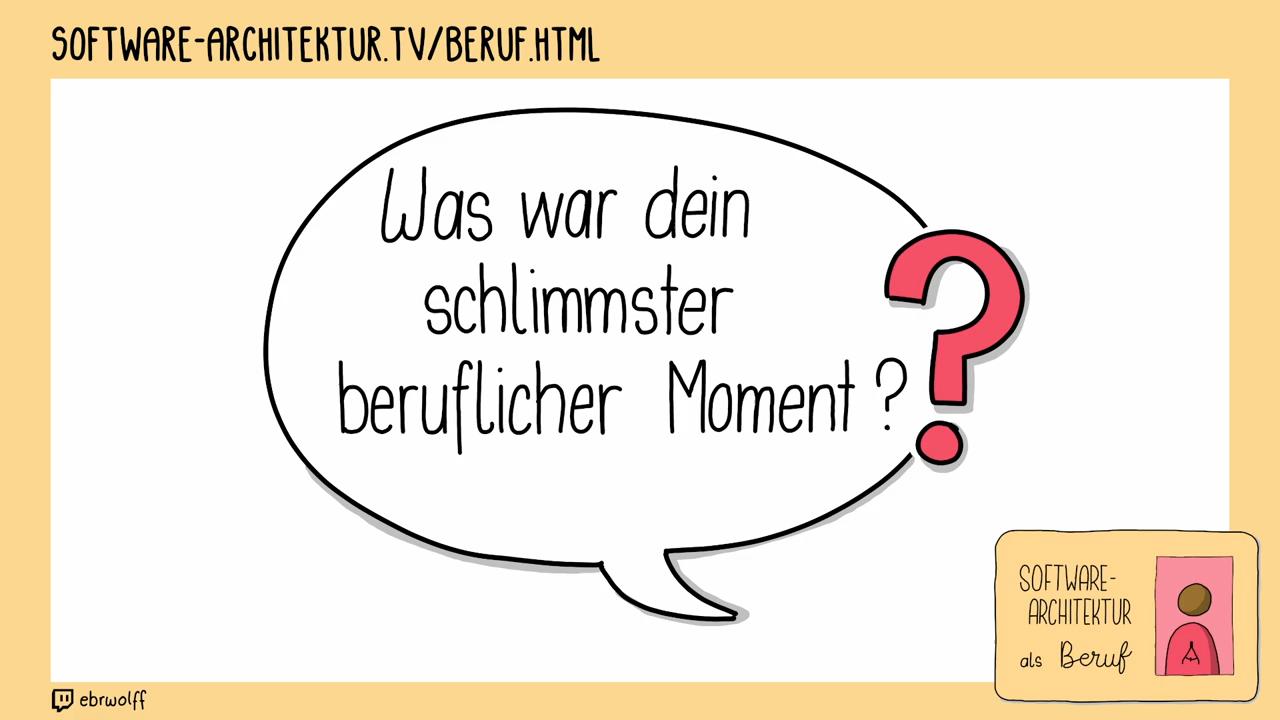 SOFTWARE-ARCHITEKTUR.TV/BERUF.HTML
Was war dein
schlimmster
beruflicher Moment ?
?
SOFTWARE-
ARCHITEKTUR
als Beruf
ebrwolff